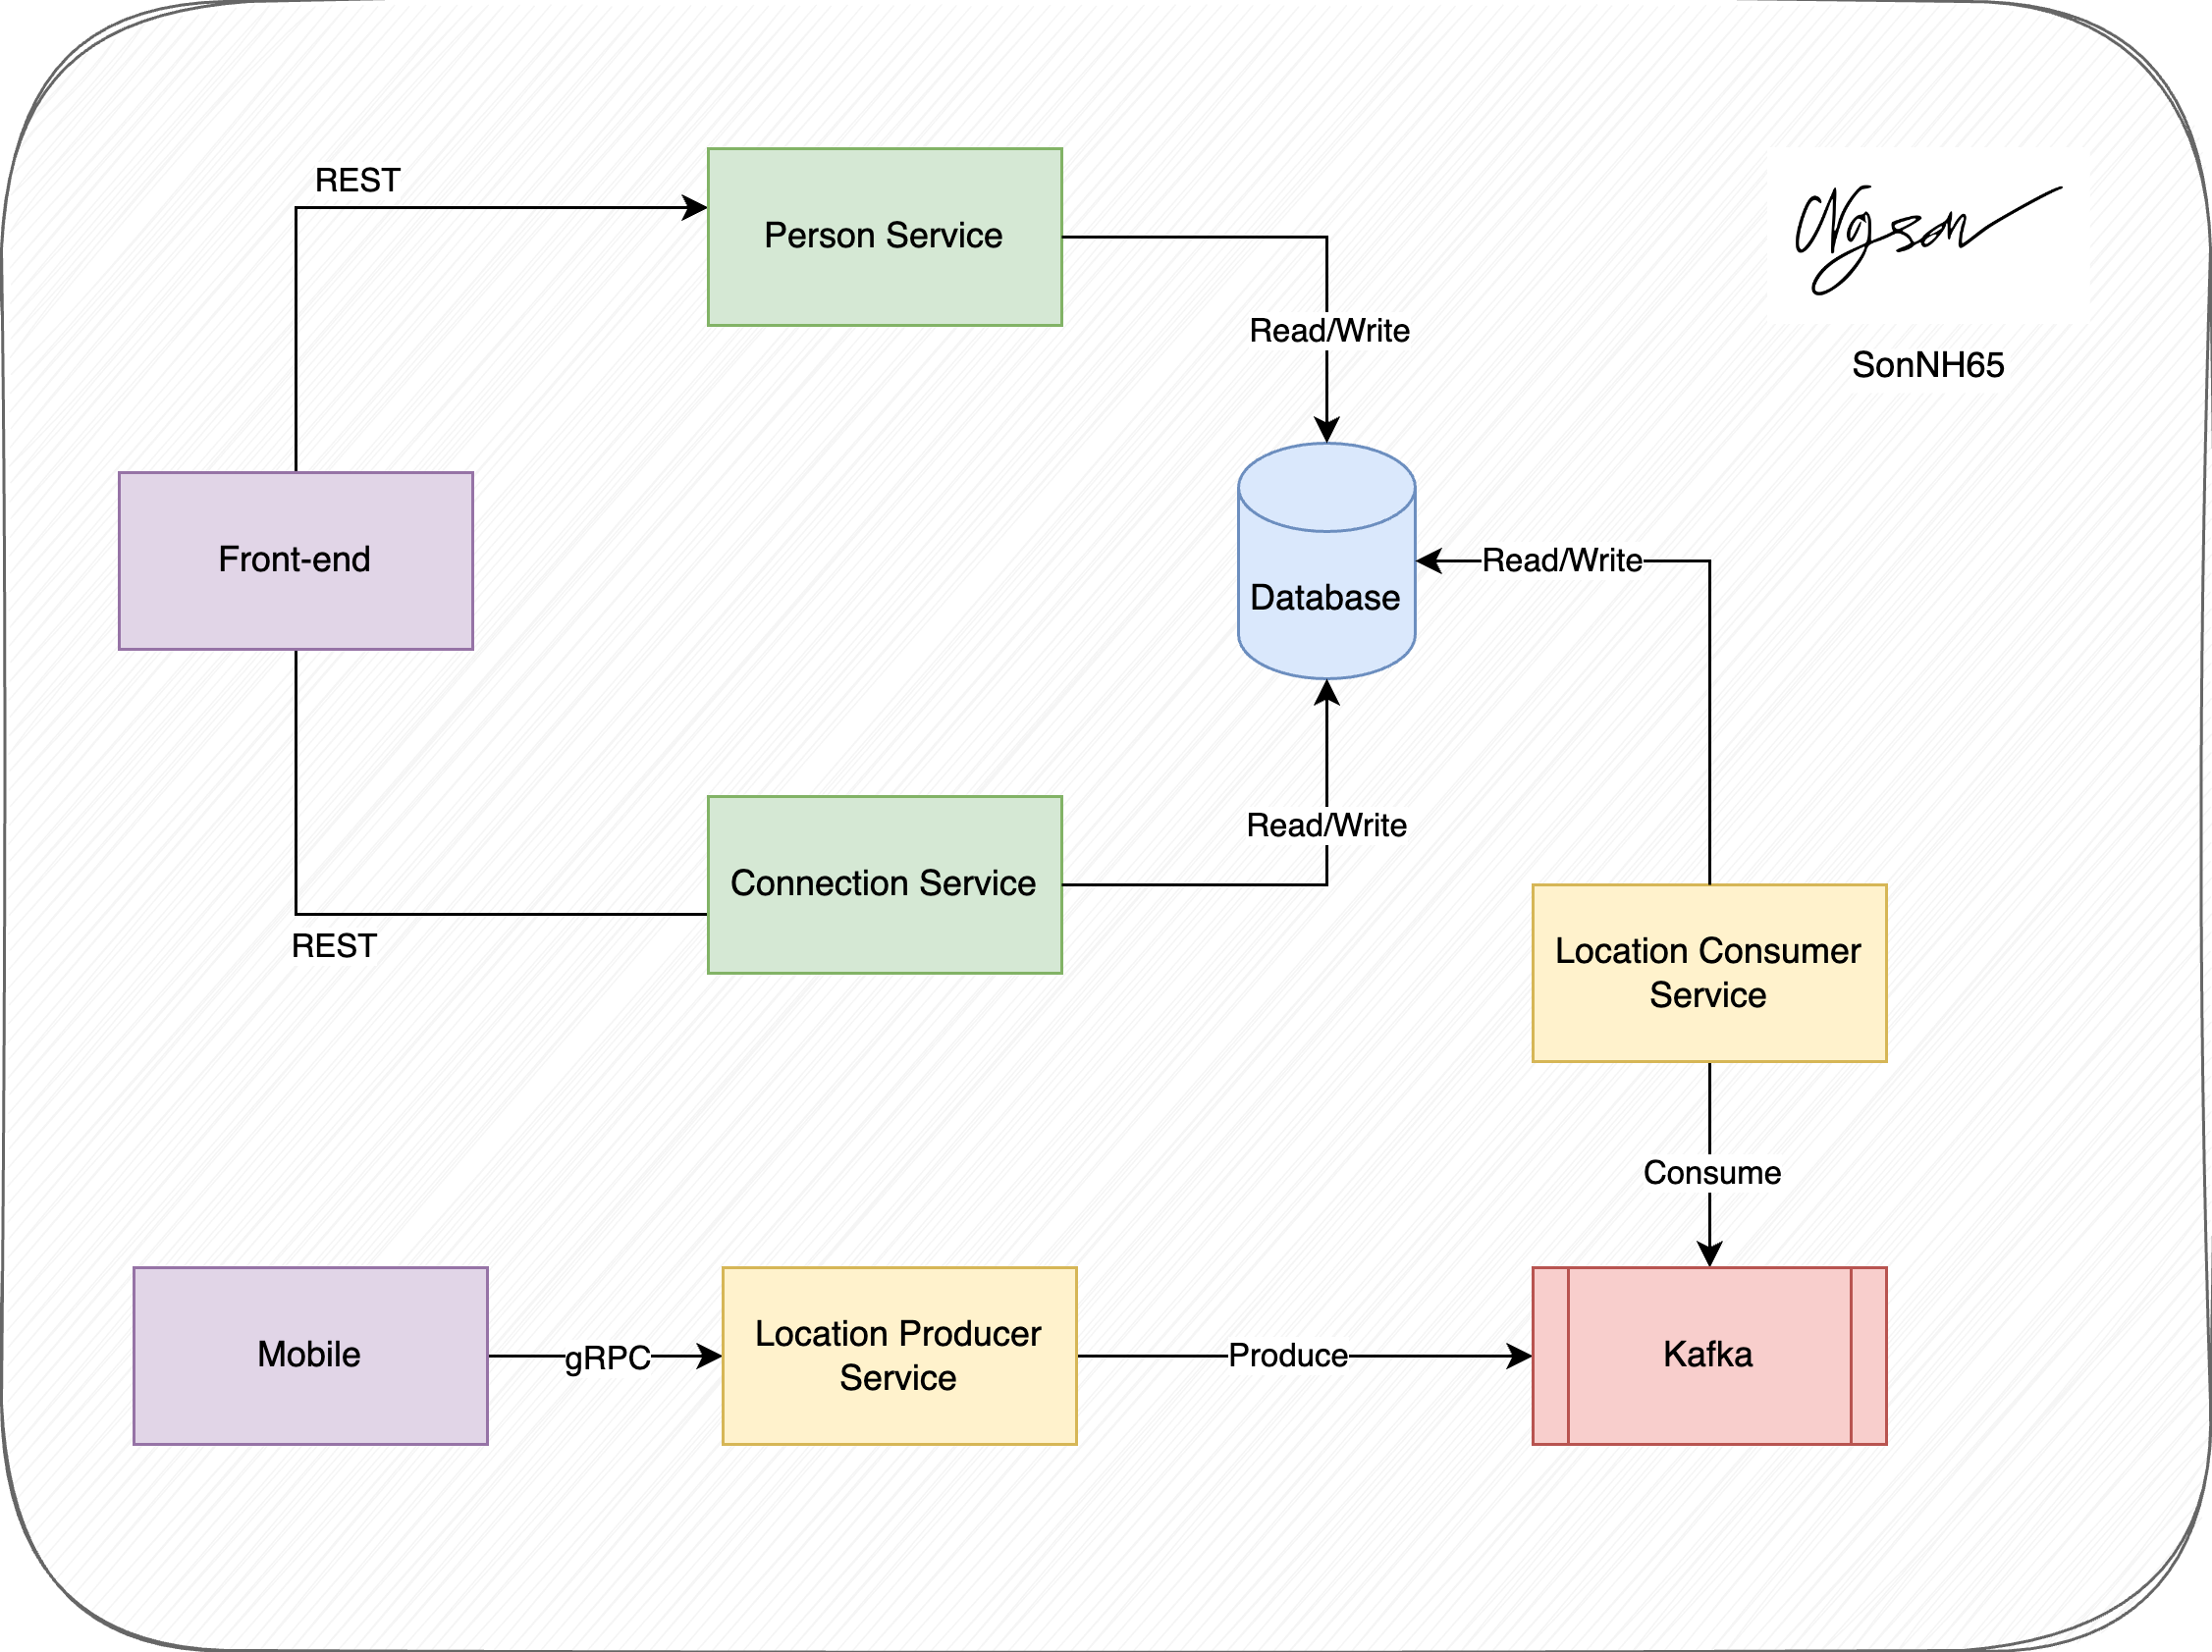 REST
Person Service
Ngson
Read/Write
SonNH65
Front-end
Database
Read/Write
Read/Write
Connection Service
REST
Location Consumer
Service
Consume
Mobile
gRPC
Location Producer
Service
Produce
Kafka